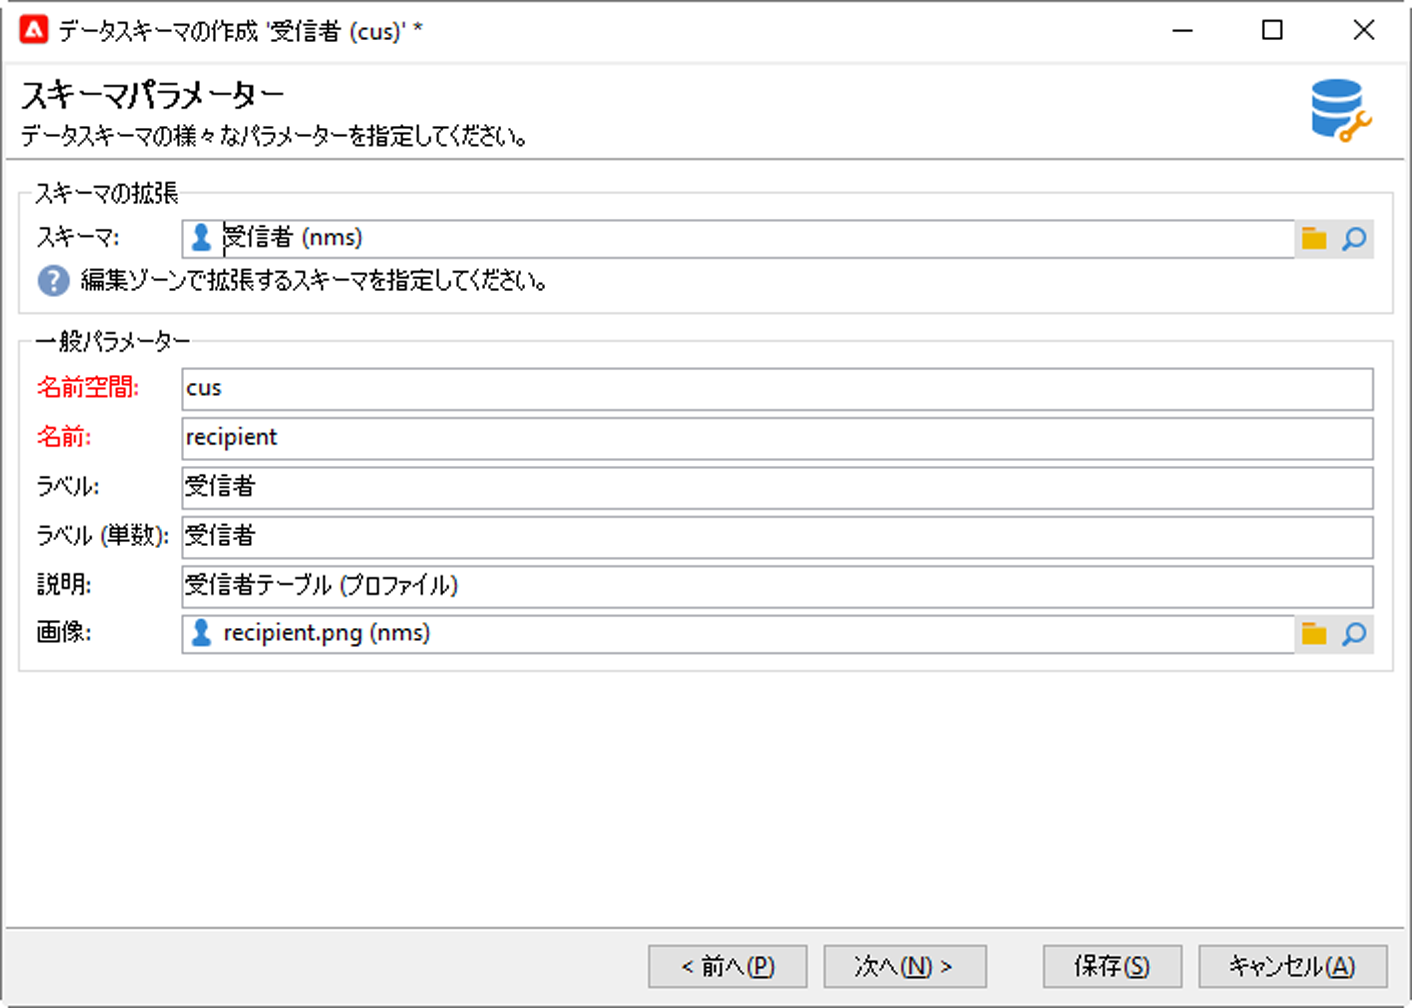 データスキーマの作成 '受信者 (cus)' *
スキーマパラメーター
データスキーマの様々なパラメーターを指定してください。
スキーマの拡張
スキーマ: 受信者 (nms)
? 編集ゾーンで拡張するスキーマを指定してください。
一般パラメーター
名前空間: cus
名前: recipient
ラベル: 受信者
ラベル (単数): 受信者
説明: 受信者テーブル (プロファイル)
画像: recipient.png (nms)
< 前へ(P) 次へ(N) > 保存(S) キャンセル(A)